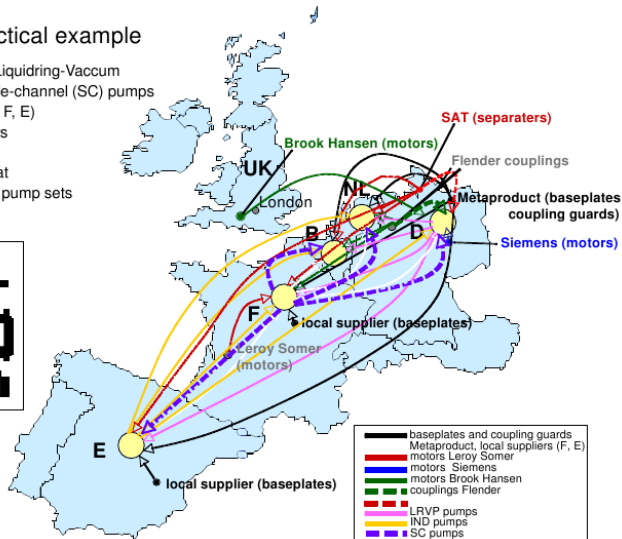 ctical example
Liquidring-Vaccum
e-channel (SC) pumps
F, E)
rs
at
pump sets
SAT (separaters)
Brook Hansen (motors)
Flender couplings
UK
NL
Metaproduct (baseplates
London
coupling guards)
B
D
Siemens (motors)
F
local supplier (baseplates)
Leroy Somer
(motors)
E
local supplier (baseplates)
baseplates and coupling guards
Metaproduct, local suppliers (F, E)
motors Leroy Somer
motors Siemens
motors Brook Hansen
couplings Flender
LRVP pumps
IND pumps
SC pumps